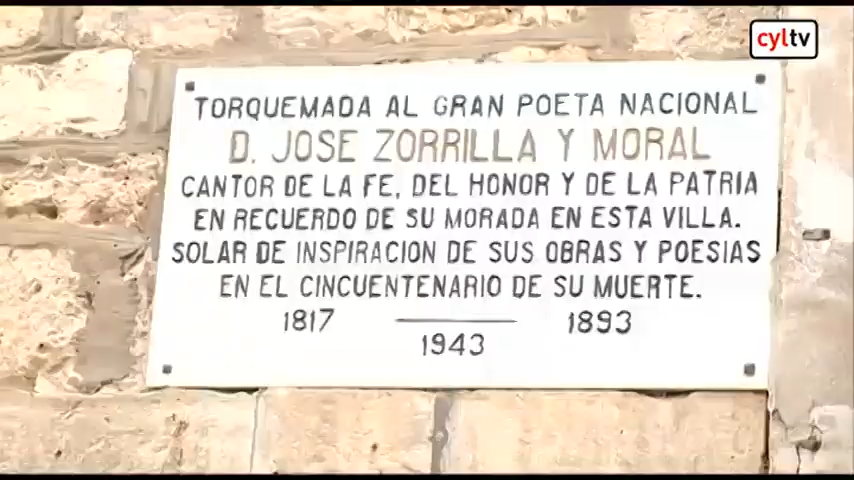 cyltv
TORQUEMADA AL GRAN POETA NACIONAL
D. JOSE ZORRILLA Y MORAL
CANTOR DE LA FE, DEL HONOR Y DE LA PATRIA
EN RECUERDO DE SU MORADA EN ESTA VILLA.
SOLAR DE INSPIRACION DE SUS OBRAS Y POESIAS
EN EL CINCUENTENARIO DE SU MUERTE.
1817 — 1893
1943